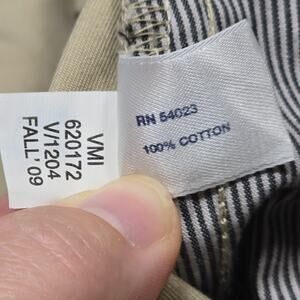 RN 54023
100% COTTON
VMI
620172
V/1204
FALL' 09